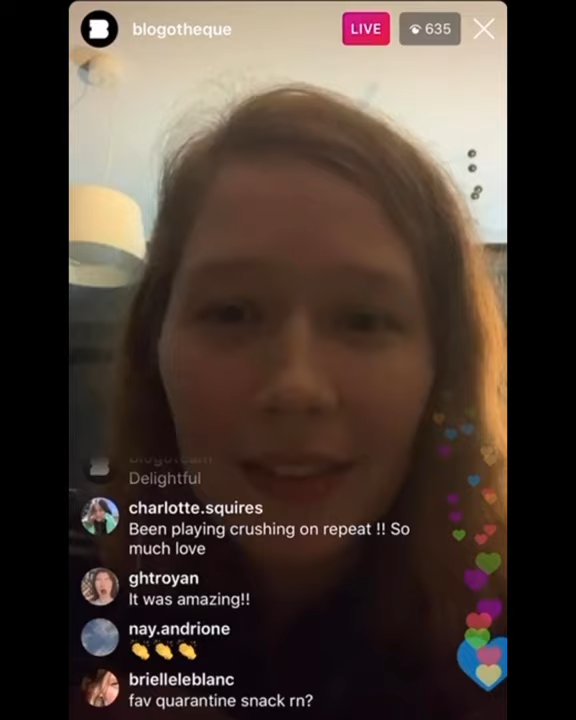 blogotheque
LIVE
635
blogoteam
Delightful
charlotte.squires
Been playing crushing on repeat !! So
much love
ghtroyan
It was amazing!!
nay.andrione
👏👏👏
brielleleblanc
fav quarantine snack rn?